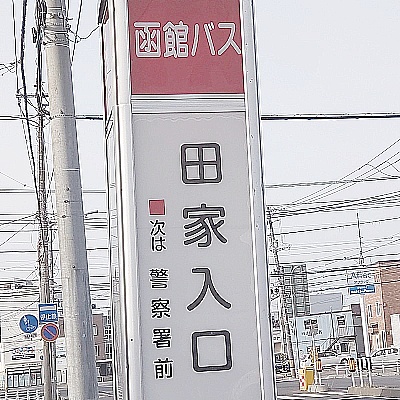 函館バス
田家入口
次は 警察署前